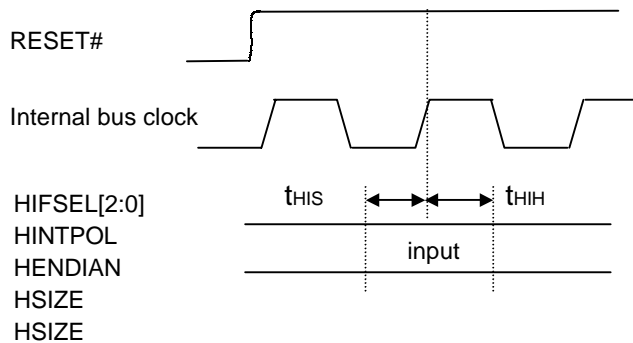 RESET#
Internal bus clock
HIFSEL[2:0]
tHIS
tHIH
HINTPOL
input
HENDIAN
HSIZE
HSIZE